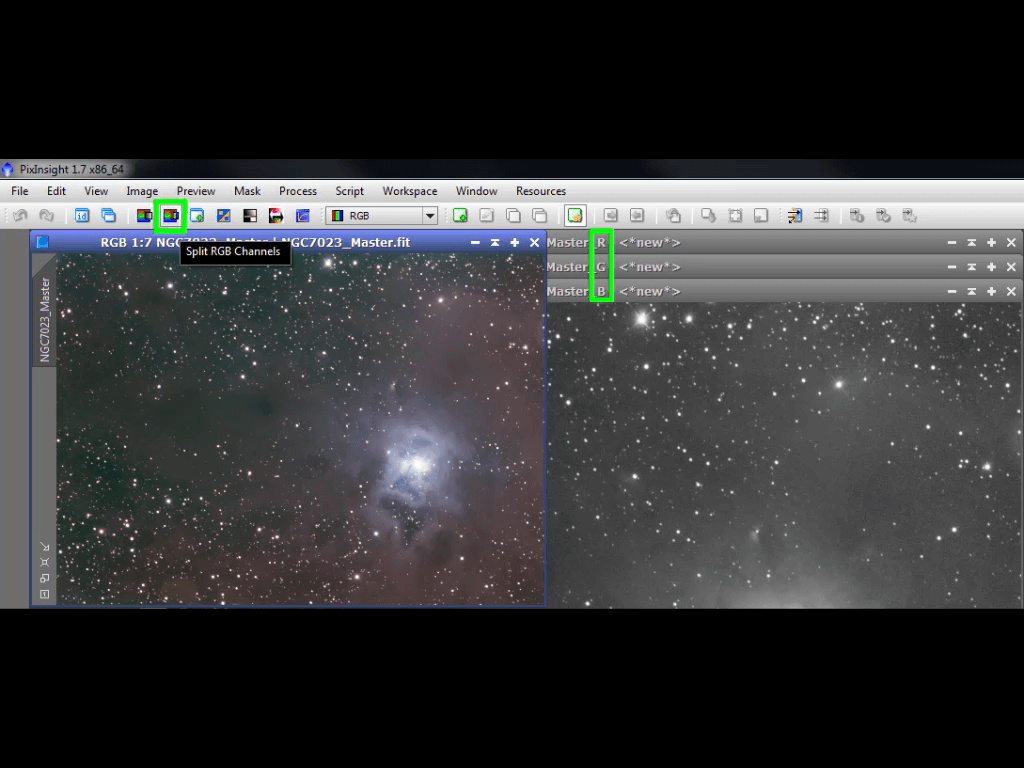 PixInsight 1.7 x86_64
File Edit View Image Preview Mask Process Script Workspace Window Resources
RGB
RGB 1:7 NGC7023_Master | NGC7023_Master.fit
Split RGB Channels
Master_R <*new*>
Master_G <*new*>
Master_B <*new*>
NGC7023_Master